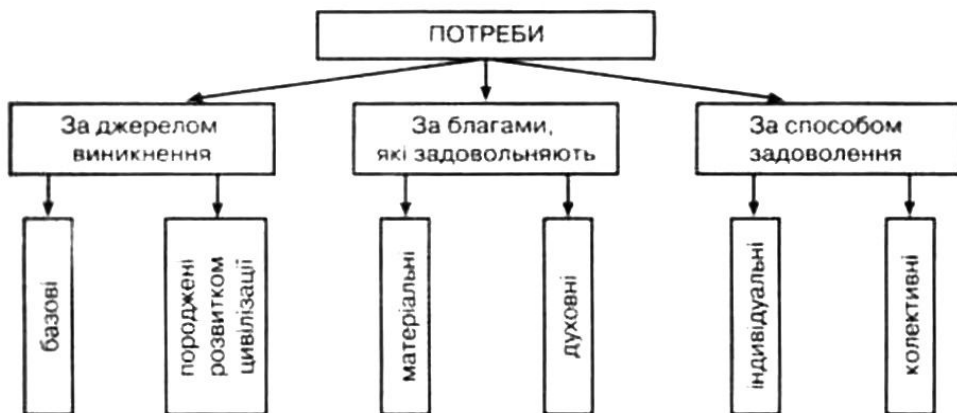 ПОТРЕБИ
За джерелом
виникнення
За благами,
які задовольняють
За способом
задоволення
базові
породжені
розвитком
цивілізації
матеріальні
духовні
індивідуальні
колективні